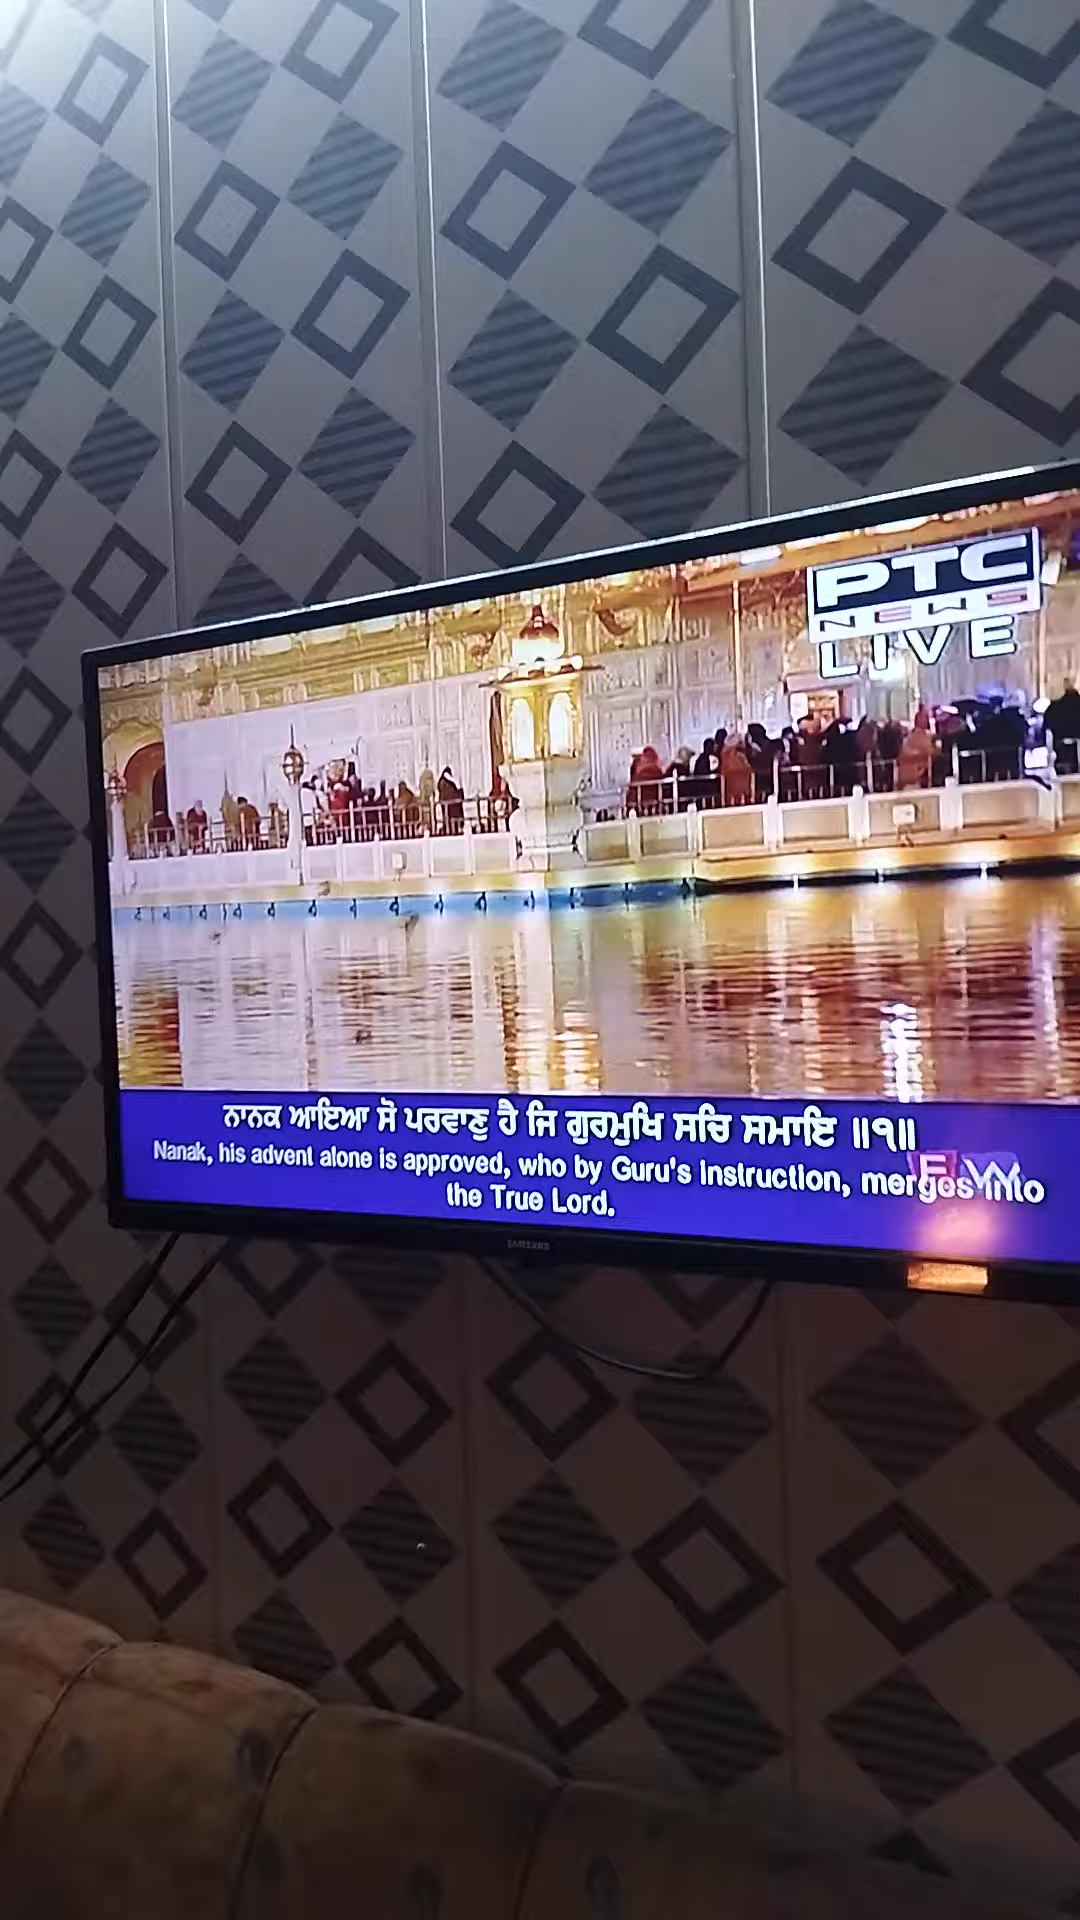 PTC
NEWS
LIVE
ਨਾਨਕ ਆਇਆ ਸੋ ਪਰਵਾਣੁ ਹੈ ਜਿ ਗੁਰਮੁਖਿ ਸਚਿ ਸਮਾਇ ॥੧॥
Nanak, his advent alone is approved, who by Guru's instruction, merges into
the True Lord.
SAMSUNG